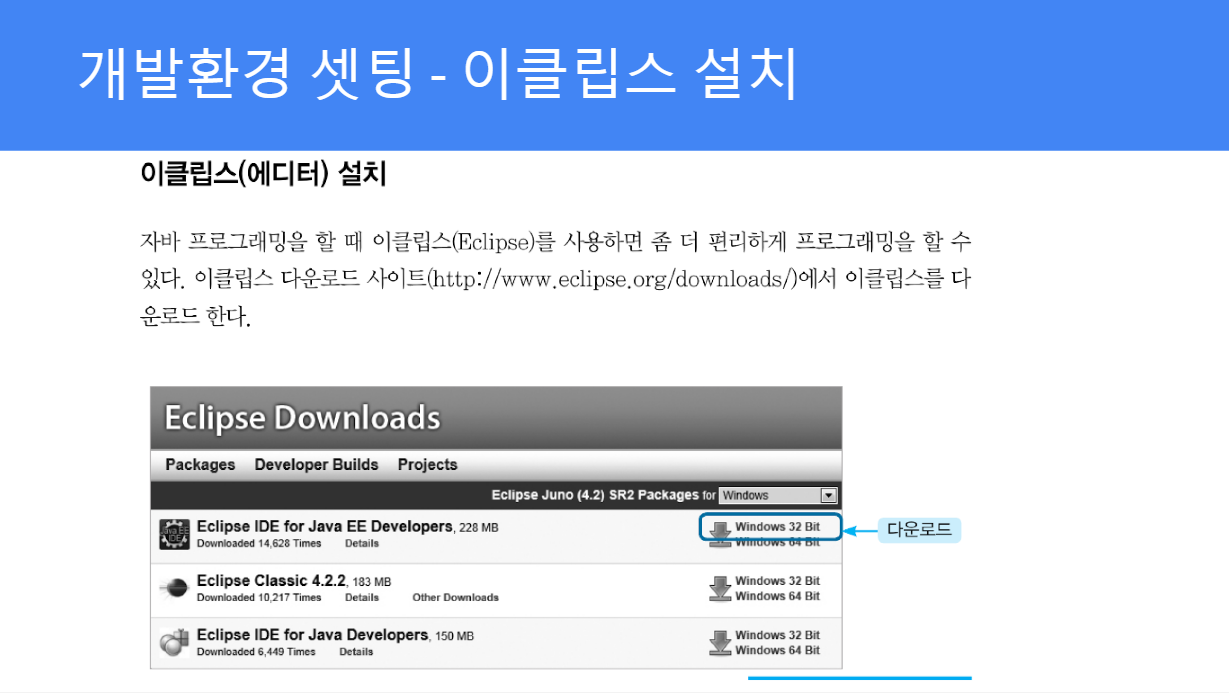 개발환경 셋팅 - 이클립스 설치
이클립스(에디터) 설치
자바 프로그래밍을 할 때 이클립스(Eclipse)를 사용하면 좀 더 편리하게 프로그래밍을 할 수
있다. 이클립스 다운로드 사이트(http://www.eclipse.org/downloads/)에서 이클립스를 다
운로드 한다.
Eclipse Downloads
Packages Developer Builds Projects
Eclipse Juno (4.2) SR2 Packages for Windows
Java EE
IDE
Eclipse IDE for Java EE Developers, 228 MB
Downloaded 14,628 Times Details
Windows 32 Bit
Windows 64 Bit
다운로드
Eclipse Classic 4.2.2, 183 MB
Downloaded 10,217 Times Details Other Downloads
Windows 32 Bit
Windows 64 Bit
Eclipse IDE for Java Developers, 150 MB
Downloaded 6,449 Times Details
Windows 32 Bit
Windows 64 Bit